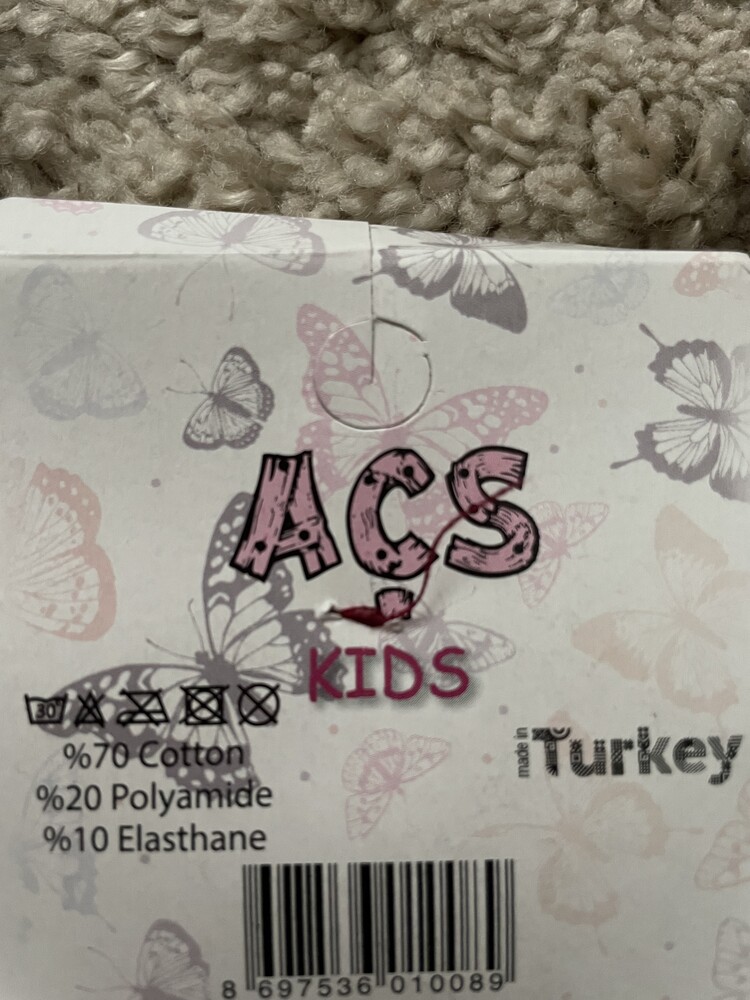 AÇS
KIDS
30°
%70 Cotton
%20 Polyamide
%10 Elasthane
made in Turkey
8 697536 010089